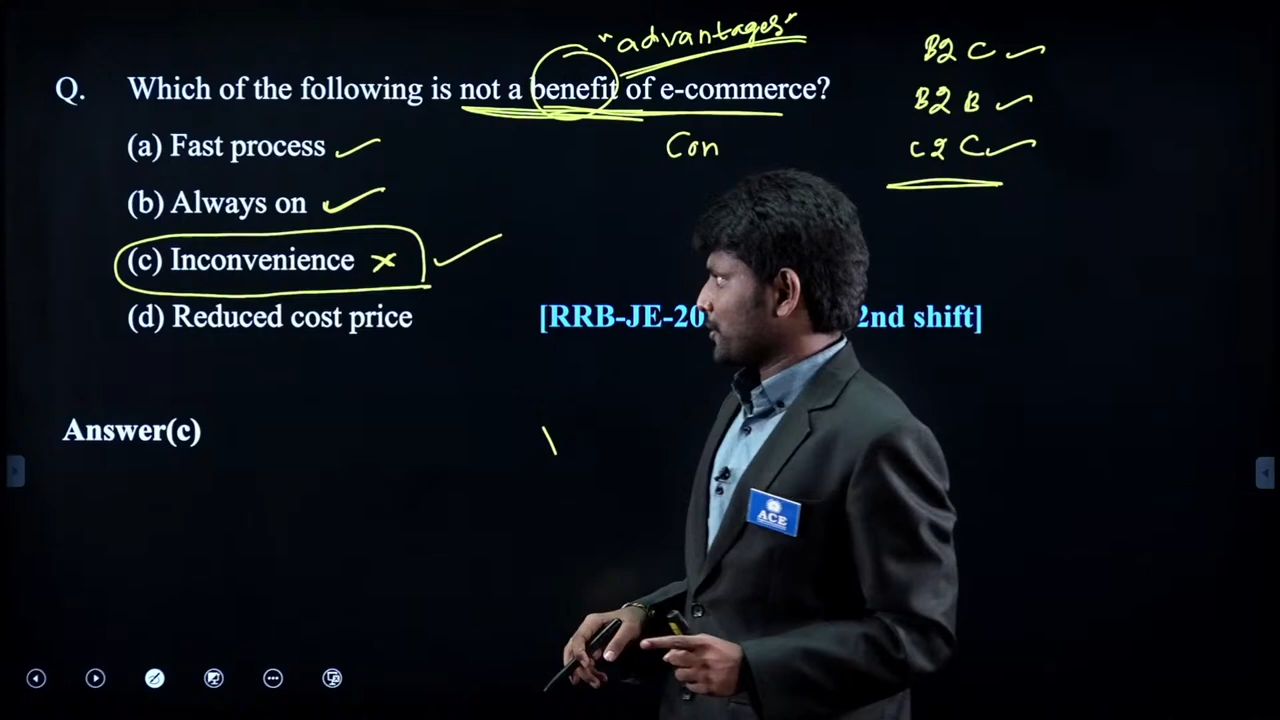 "advantages"
B2C
Q. Which of the following is not a benefit of e-commerce?
B2B
(a) Fast process
Con
C2C
(b) Always on
(c) Inconvenience
(d) Reduced cost price
[RRB-JE-20 2nd shift]
Answer(c)
ACE